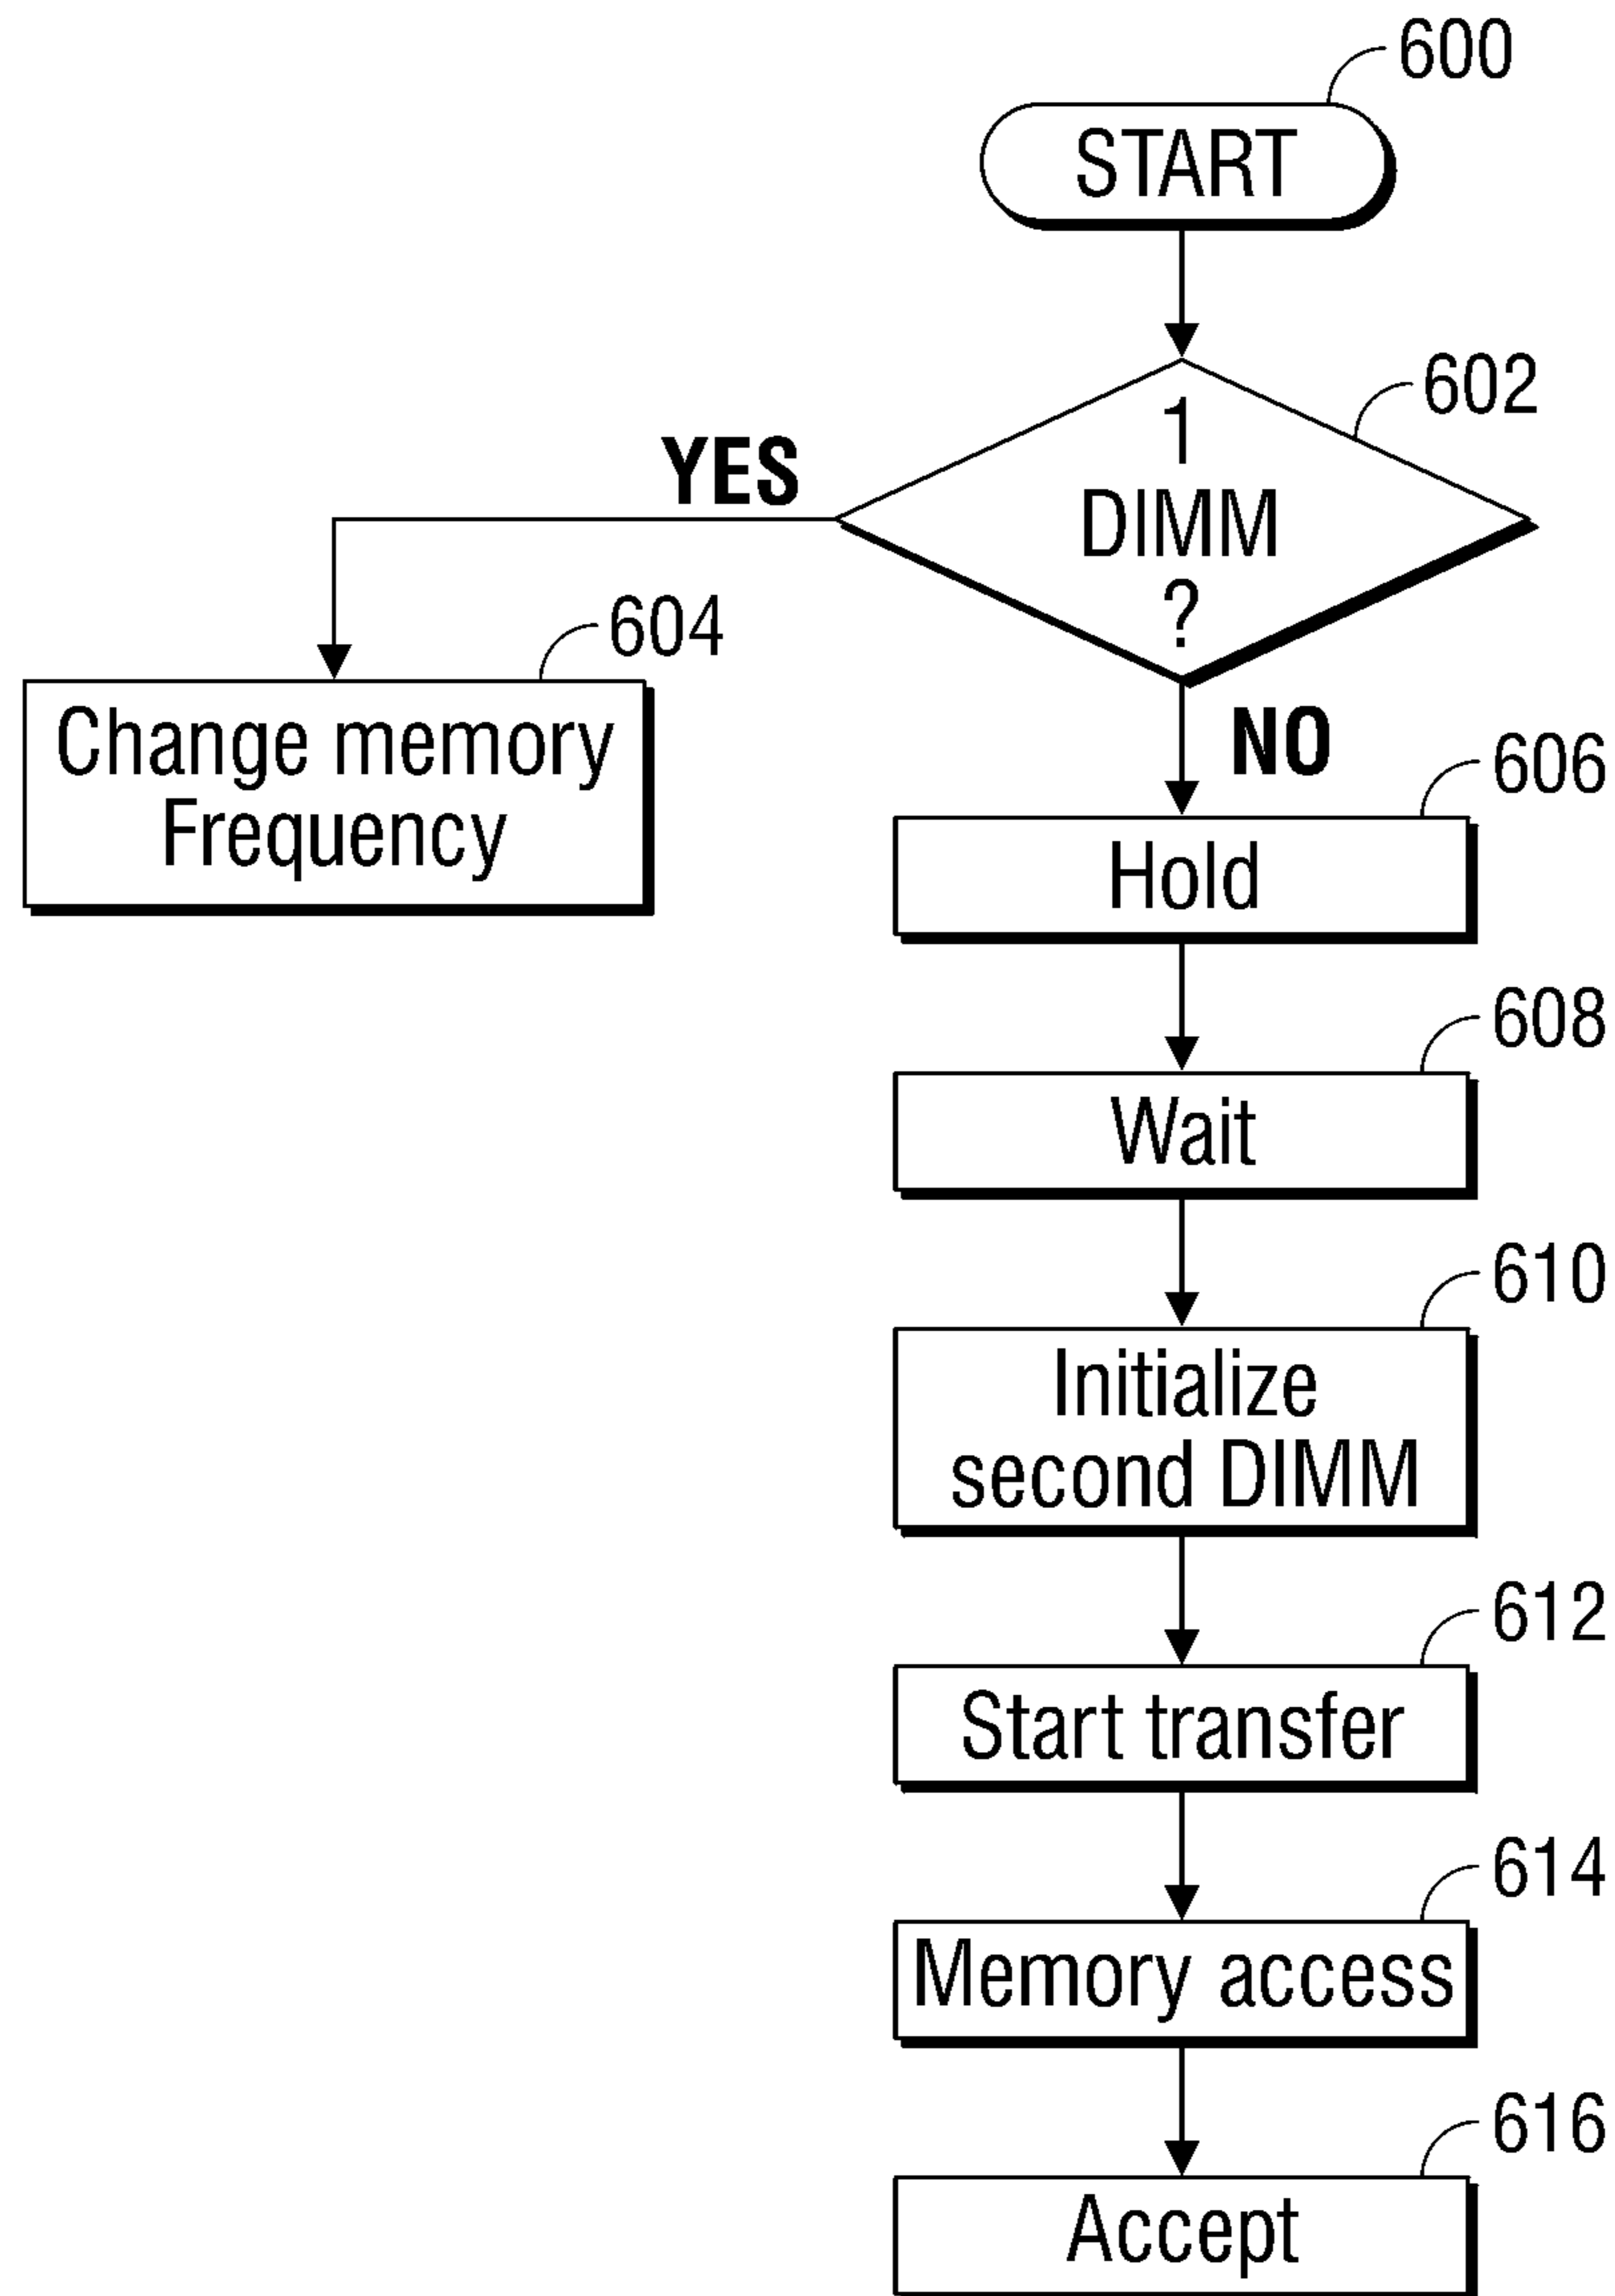 600
START
602
1
DIMM
?
YES
604
Change memory
Frequency
NO
606
Hold
608
Wait
610
Initialize
second DIMM
612
Start transfer
614
Memory access
616
Accept